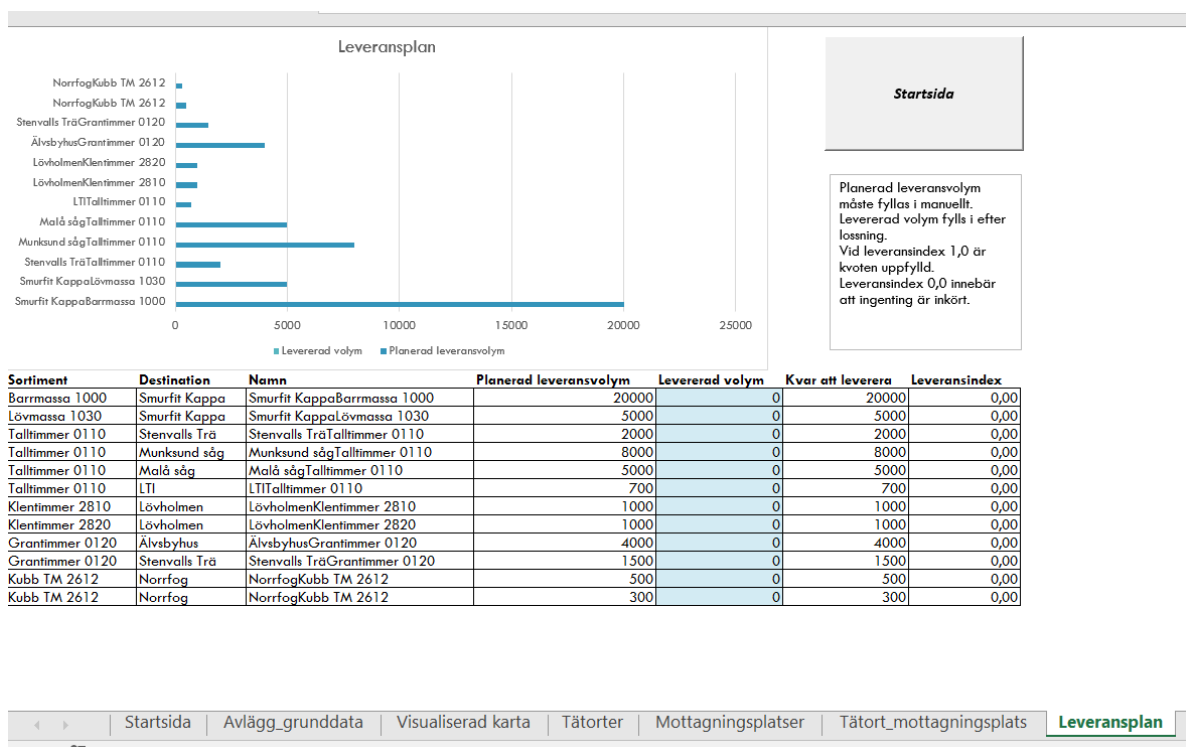 Leveransplan
NorrfogKubb TM 2612
NorrfogKubb TM 2612
Stenvalls TräGrantimmer 0120
ÄlvsbyhusGrantimmer 0120
LövholmenKlentimmer 2820
LövholmenKlentimmer 2810
LTITalltimmer 0110
Malå sågTalltimmer 0110
Munksund sågTalltimmer 0110
Stenvalls TräTalltimmer 0110
Smurfit KappaLövmassa 1030
Smurfit KappaBarrmassa 1000
0 5000 10000 15000 20000 25000
Levererad volym Planerad leveransvolym
Startsida
Planerad leveransvolym
måste fyllas i manuellt.
Levererad volym fylls i efter
lossning.
Vid leveransindex 1,0 är
kvoten uppfylld.
Leveransindex 0,0 innebär
att ingenting är inkört.
Sortiment Destination Namn Planerad leveransvolym Levererad volym Kvar att leverera Leveransindex
Barrmassa 1000 Smurfit Kappa Smurfit KappaBarrmassa 1000 20000 0 20000 0,00
Lövmassa 1030 Smurfit Kappa Smurfit KappaLövmassa 1030 5000 0 5000 0,00
Talltimmer 0110 Stenvalls Trä Stenvalls TräTalltimmer 0110 2000 0 2000 0,00
Talltimmer 0110 Munksund såg Munksund sågTalltimmer 0110 8000 0 8000 0,00
Talltimmer 0110 Malå såg Malå sågTalltimmer 0110 5000 0 5000 0,00
Talltimmer 0110 LTI LTITalltimmer 0110 700 0 700 0,00
Klentimmer 2810 Lövholmen LövholmenKlentimmer 2810 1000 0 1000 0,00
Klentimmer 2820 Lövholmen LövholmenKlentimmer 2820 1000 0 1000 0,00
Grantimmer 0120 Älvsbyhus ÄlvsbyhusGrantimmer 0120 4000 0 4000 0,00
Grantimmer 0120 Stenvalls Trä Stenvalls TräGrantimmer 0120 1500 0 1500 0,00
Kubb TM 2612 Norrfog NorrfogKubb TM 2612 500 0 500 0,00
Kubb TM 2612 Norrfog NorrfogKubb TM 2612 300 0 300 0,00
Startsida Avlägg_grunddata Visualiserad karta Tätorter Mottagningsplatser Tätort_mottagningsplats Leveransplan